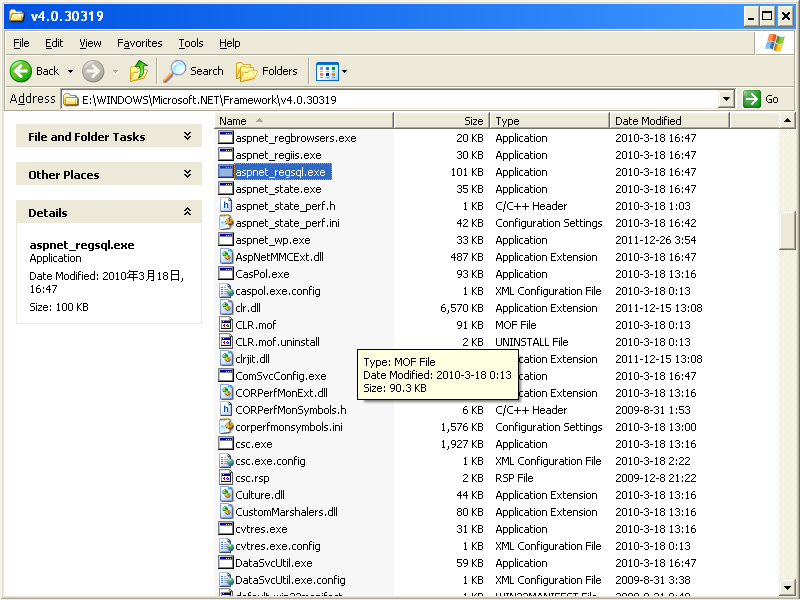 v4.0.30319
File Edit View Favorites Tools Help
Back Search Folders
Address E:\WINDOWS\Microsoft.NET\Framework\v4.0.30319 Go
File and Folder Tasks
Other Places
Details
aspnet_regsql.exe
Application
Date Modified: 2010年3月18日,
16:47
Size: 100 KB
Name Size Type Date Modified
aspnet_regbrowsers.exe 20 KB Application 2010-3-18 16:47
aspnet_regiis.exe 30 KB Application 2010-3-18 16:47
aspnet_regsql.exe 101 KB Application 2010-3-18 16:47
aspnet_state.exe 35 KB Application 2010-3-18 16:47
aspnet_state_perf.h 1 KB C/C++ Header 2010-3-18 1:03
aspnet_state_perf.ini 42 KB Configuration Settings 2010-3-18 16:42
aspnet_wp.exe 33 KB Application 2011-12-26 3:54
AspNetMMCExt.dll 487 KB Application Extension 2010-3-18 16:47
CasPol.exe 93 KB Application 2010-3-18 13:16
caspol.exe.config 1 KB XML Configuration File 2010-3-18 0:13
clr.dll 6,570 KB Application Extension 2011-12-15 13:08
CLR.mof 91 KB MOF File 2010-3-18 0:13
CLR.mof.uninstall 2 KB UNINSTALL File 2010-3-18 0:13
clrjit.dll Extension 2011-12-15 13:08
ComSvcConfig.exe 2010-3-18 16:47
CORPerfMonExt.dll Extension 2010-3-18 13:16
CORPerfMonSymbols.h 6 KB C/C++ Header 2009-8-31 1:53
corperfmonsymbols.ini 1,576 KB Configuration Settings 2010-3-18 13:00
csc.exe 1,927 KB Application 2010-3-18 13:16
csc.exe.config 1 KB XML Configuration File 2010-3-18 2:22
csc.rsp 2 KB RSP File 2009-12-8 21:22
Culture.dll 44 KB Application Extension 2010-3-18 13:16
CustomMarshalers.dll 80 KB Application Extension 2010-3-18 13:16
cvtres.exe 31 KB Application 2010-3-18 13:16
cvtres.exe.config 1 KB XML Configuration File 2010-3-18 0:13
DataSvcUtil.exe 59 KB Application 2010-3-18 16:47
DataSvcUtil.exe.config 1 KB XML Configuration File 2009-8-31 3:38
Type: MOF File
Date Modified: 2010-3-18 0:13
Size: 90.3 KB